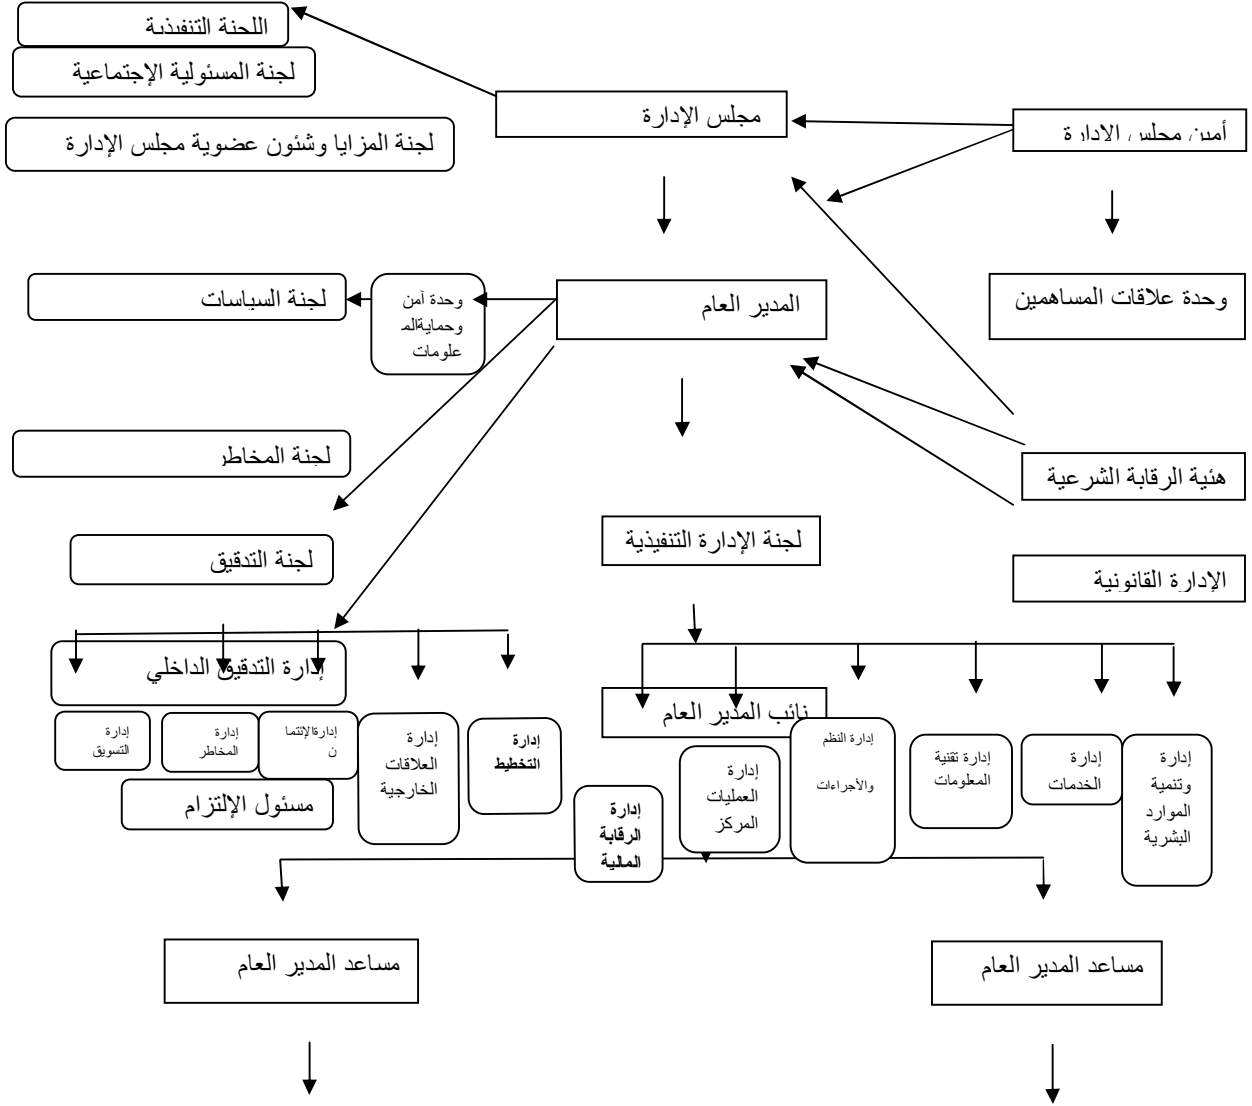 اللجنة التنفيذية
لجنة المسئولية الإجتماعية
مجلس الإدارة
أمين مجلس الادارة
لجنة المزايا وشئون عضوية مجلس الإدارة
وحدة علاقات المساهمين
المدير العام
وحدة آمن
وحمايةالم
علومات
لجنة السياسات
لجنة المخاطر
هئية الرقابة الشرعية
لجنة الإدارة التنفيذية
لجنة التدقيق
الإدارة القانونية
إدارة التدقيق الداخلي
نائب المدير العام
إدارة
وتنمية
الموارد
البشرية
إدارة
الخدمات
إدارة تقنية
المعلومات
إدارة النظم
والأجراءات
إدارة
العمليات
المركز
إدارة
الرقابة
المالية
إدارة
التخطيط
إدارة
العلاقات
الخارجية
إدارةالإئتما
ن
إدارة
المخاطر
إدارة
التسويق
مسئول الإلتزام
مساعد المدير العام
مساعد المدير العام